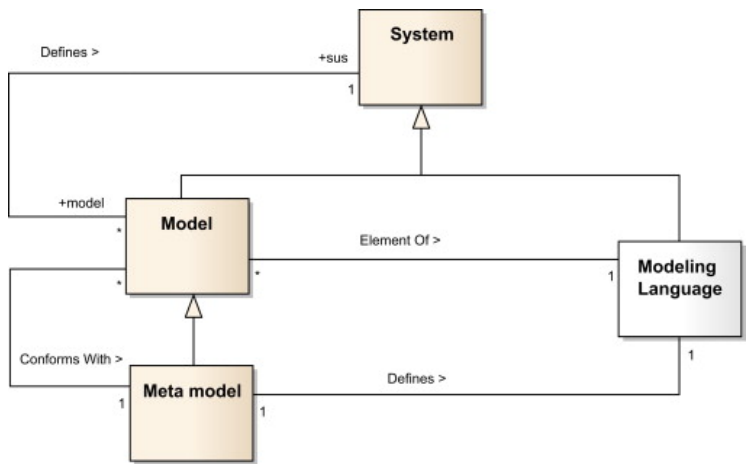 System
Defines >
+sus
1
+model
*
Model
Element Of >
*
1
Modeling
Language
*
Conforms With >
1
Meta model
1
Defines >
1